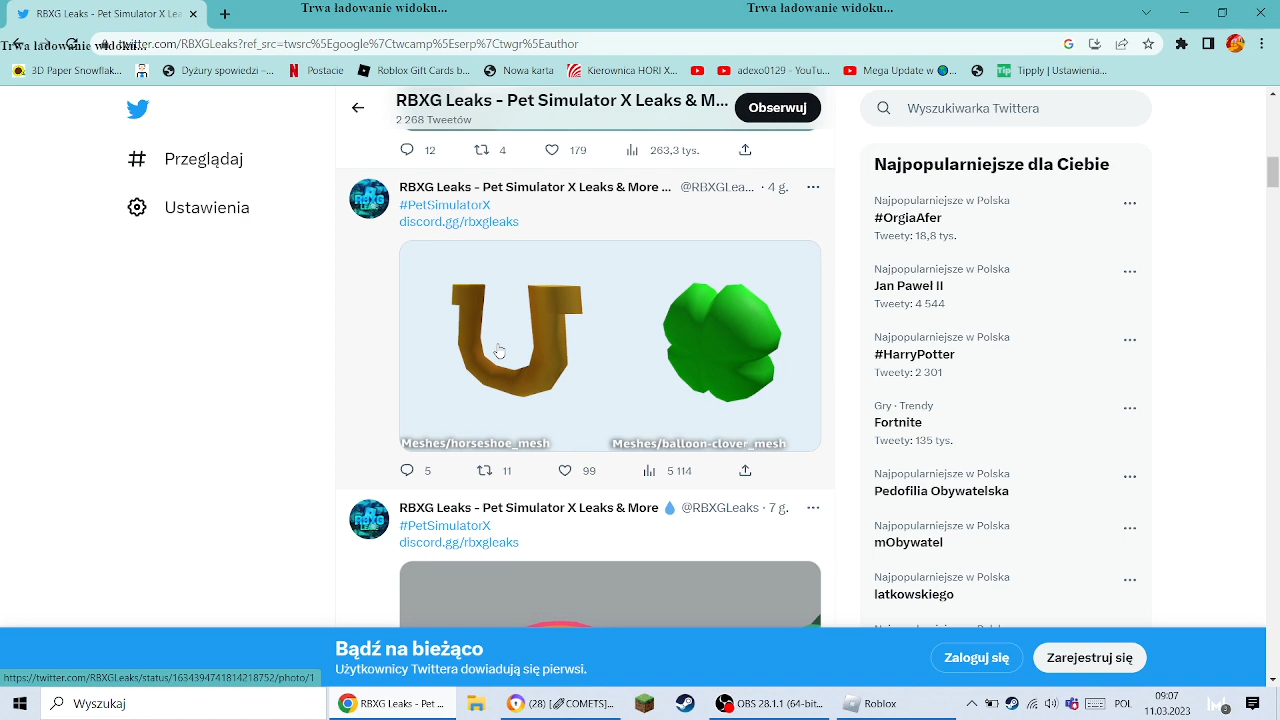 Trwa ładowanie widoku...
Trwa ładowanie widoku...
RBXG Leaks - Pet Simulator X Lea
Trwa ładowanie widoku...
twitter.com/RBXGLeaks?ref_src=twsrc%5Egoogle%7Ctwcamp%5Eserp%7Ctwgr%5Eauthor
3D Paper Snowflak...
Dyżury spowiedzi –...
Postacie
Roblox Gift Cards b...
Nowa karta
Kierownica HORI X...
adexo0129 - YouTu...
Mega Update w
Tipply | Ustawienia...
Przeglądaj
Ustawienia
RBXG Leaks - Pet Simulator X Leaks & M...
2 268 Tweetów
Obserwuj
12 4 179 263,3 tys.
RBXG Leaks - Pet Simulator X Leaks & More ... @RBXGLea... · 4 g.
#PetSimulatorX
discord.gg/rbxgleaks
Meshes/horseshoe_mesh
Meshes/balloon-clover_mesh
5 11 99 5 114
RBXG Leaks - Pet Simulator X Leaks & More @RBXGLeaks · 7 g.
#PetSimulatorX
discord.gg/rbxgleaks
Wyszukiwarka Twittera
Najpopularniejsze dla Ciebie
Najpopularniejsze w Polska
#OrgiaAfer
Tweety: 18,8 tys.
Najpopularniejsze w Polska
Jan Pawel II
Tweety: 4 544
Najpopularniejsze w Polska
#HarryPotter
Tweety: 2 301
Gry · Trendy
Fortnite
Tweety: 135 tys.
Najpopularniejsze w Polska
Pedofilia Obywatelska
Najpopularniejsze w Polska
mObywatel
Najpopularniejsze w Polska
latkowskiego
Bądź na bieżąco
Użytkownicy Twittera dowiadują się pierwsi.
Zaloguj się
Zarejestruj się
https://twitter.com/RBXGLeaks/status/1634394741814218752/photo/1
Wyszukaj
RBXG Leaks - Pet ...
OBS 28.1.1 (64-bit...
Roblox
POL
09:07
11.03.2023